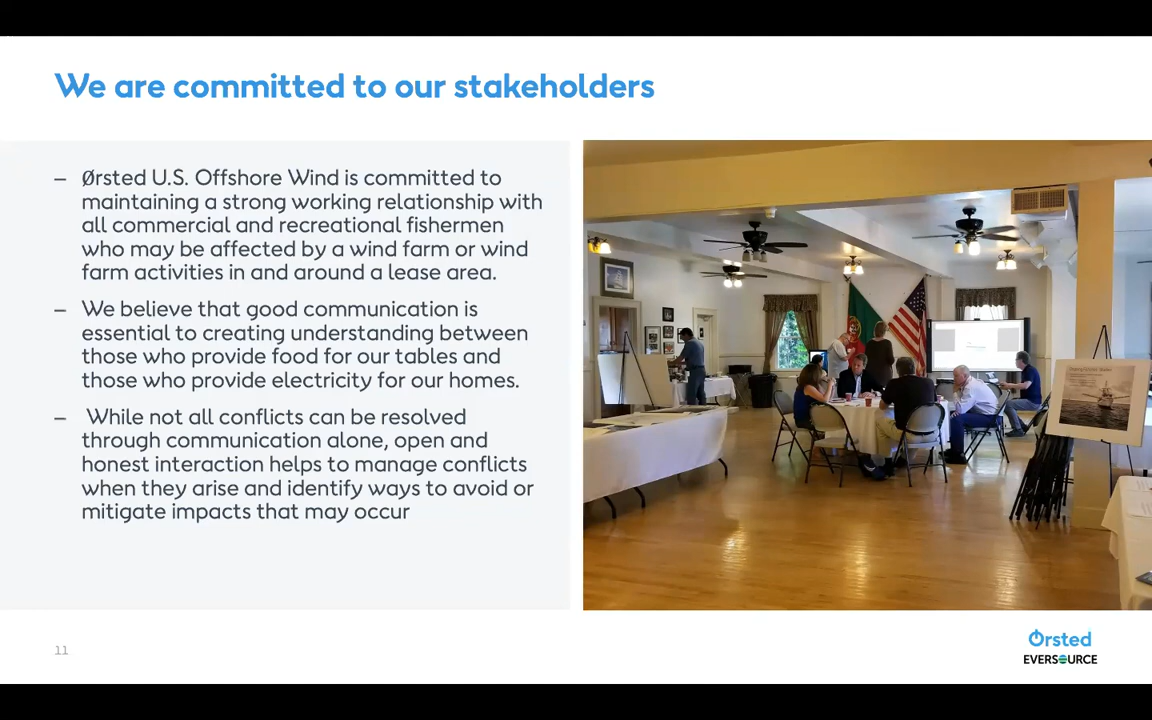 We are committed to our stakeholders
– Ørsted U.S. Offshore Wind is committed to
maintaining a strong working relationship with
all commercial and recreational fishermen
who may be affected by a wind farm or wind
farm activities in and around a lease area.
– We believe that good communication is
essential to creating understanding between
those who provide food for our tables and
those who provide electricity for our homes.
– While not all conflicts can be resolved
through communication alone, open and
honest interaction helps to manage conflicts
when they arise and identify ways to avoid or
mitigate impacts that may occur
11
Ørsted
EVERSOURCE